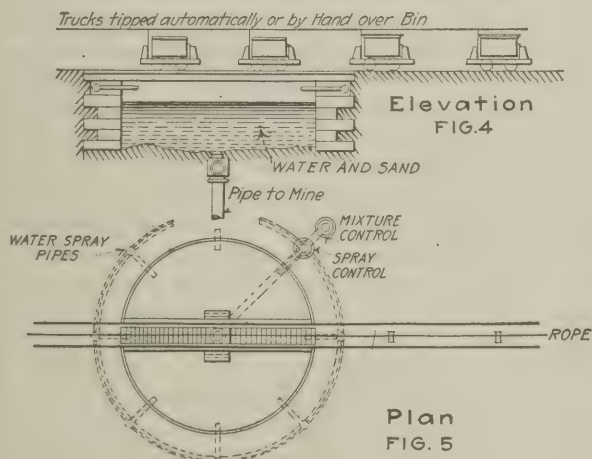 Trucks tipped automatically or by Hand over Bin
Elevation
FIG.4
WATER AND SAND
Pipe to Mine
WATER SPRAY
PIPES
MIXTURE
CONTROL
SPRAY
CONTROL
ROPE
Plan
FIG. 5